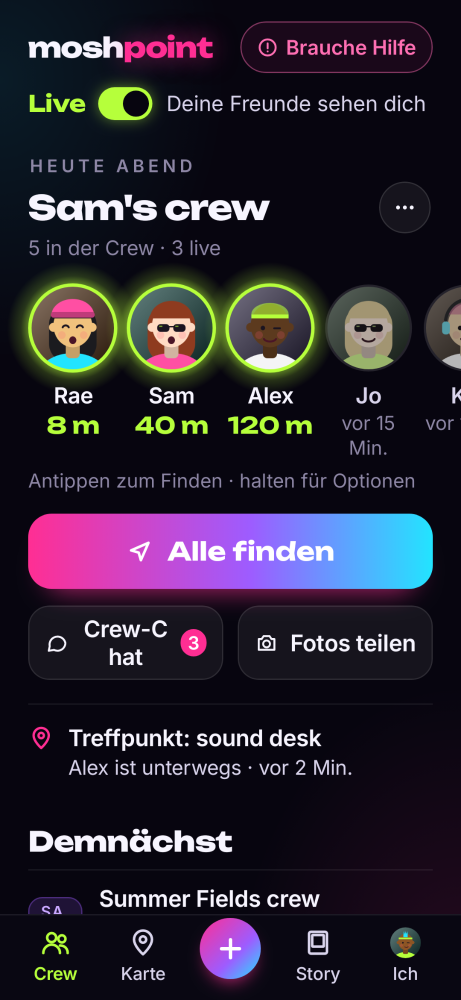 moshpoint
Brauche Hilfe
Live
Deine Freunde sehen dich
HEUTE ABEND
Sam's crew
5 in der Crew · 3 live
Rae
Sam
Alex
Jo
K
8 m
40 m
120 m
vor 15
Min.
vor
Antippen zum Finden · halten für Optionen
Alle finden
Crew-C
hat
3
Fotos teilen
Treffpunkt: sound desk
Alex ist unterwegs · vor 2 Min.
Demnächst
Summer Fields crew
SA
Crew
Karte
Story
Ich